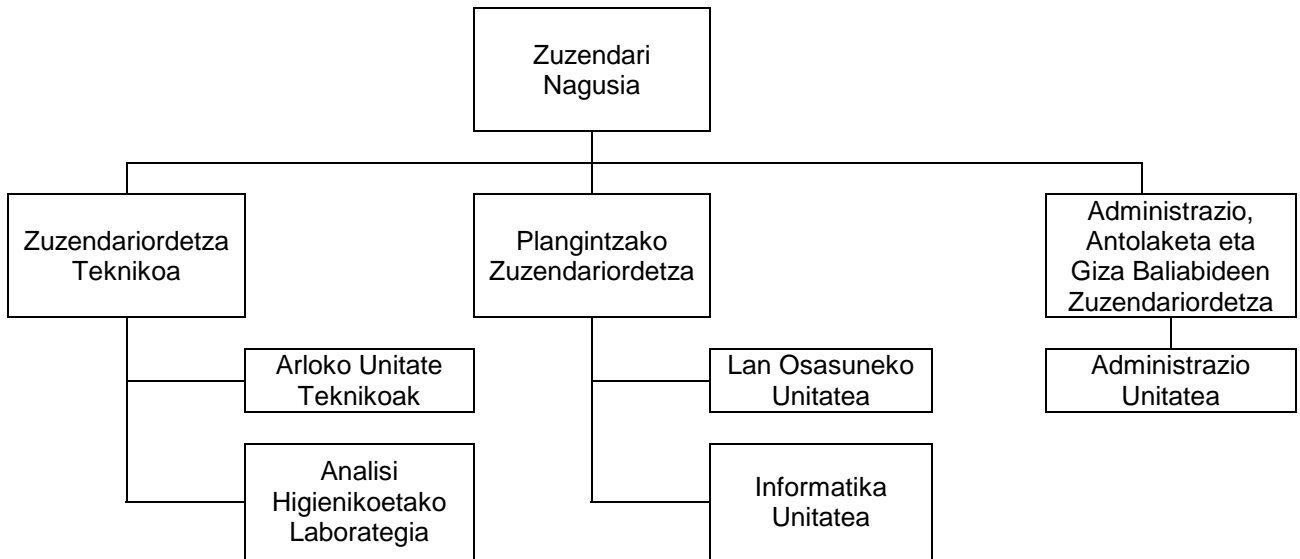 Zuzendari
Nagusia
Zuzendariordetza
Teknikoa
Plangintzako
Zuzendariordetza
Administrazio,
Antolaketa eta
Giza Baliabideen
Zuzendariordetza
Arloko Unitate
Teknikoak
Lan Osasuneko
Unitatea
Administrazio
Unitatea
Analisi
Higienikoetako
Laborategia
Informatika
Unitatea